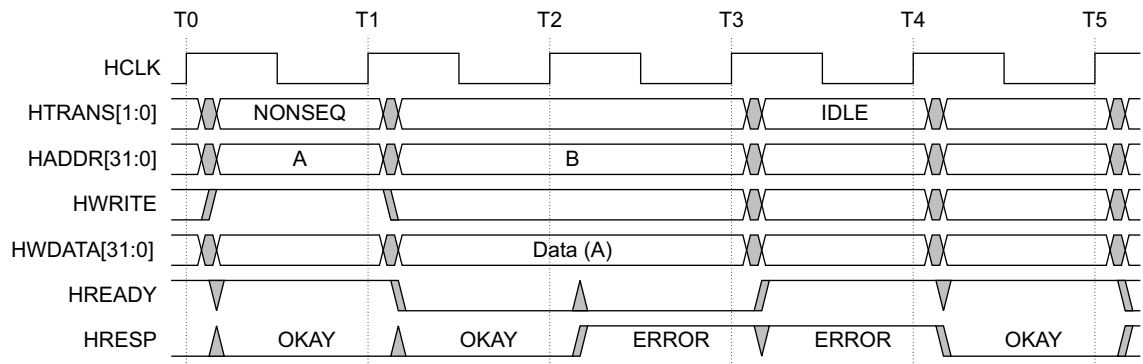 T0 T1 T2 T3 T4 T5
HCLK
HTRANS[1:0] NONSEQ IDLE
HADDR[31:0] A B
HWRITE
HWDATA[31:0] Data (A)
HREADY
HRESP OKAY OKAY ERROR ERROR OKAY